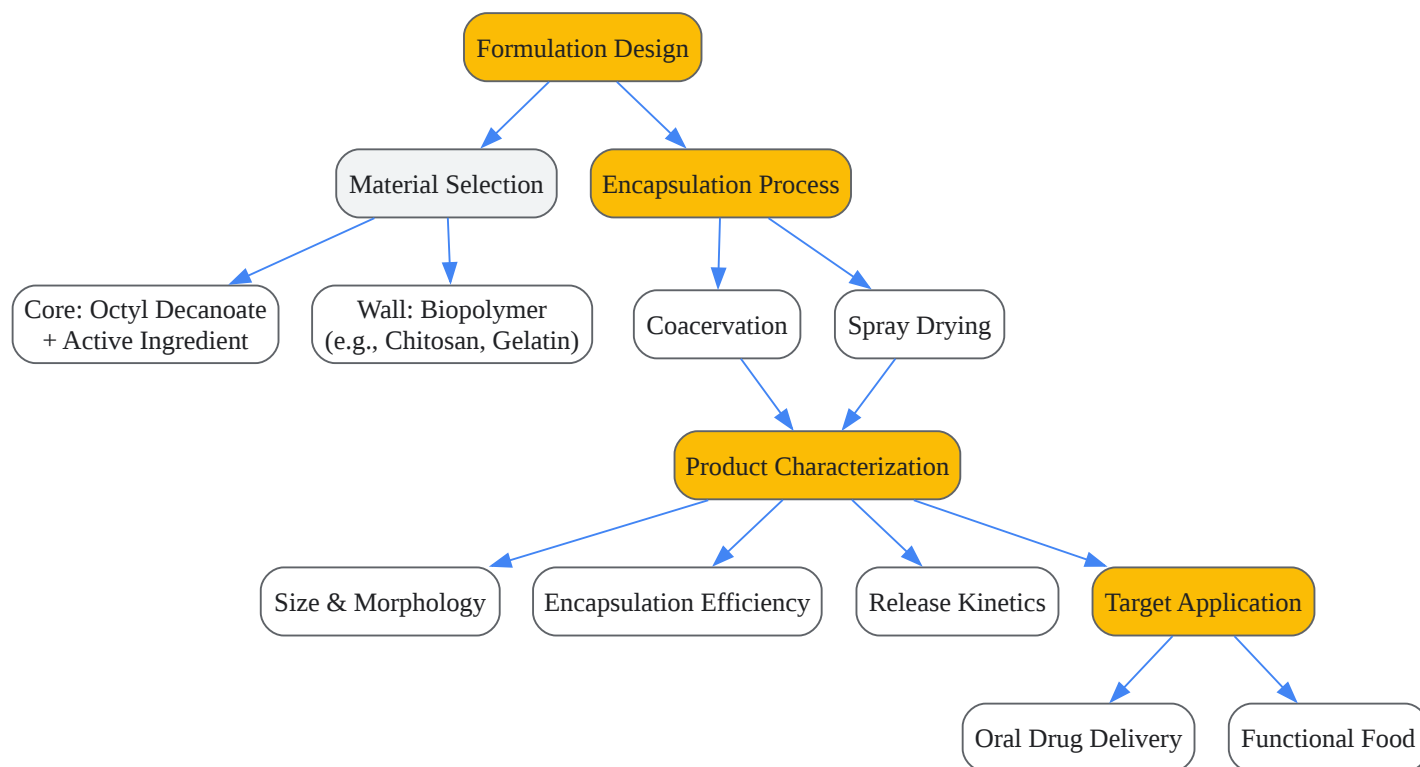 Formulation Design
Material Selection
Encapsulation Process
Core: Octyl Decanoate
+ Active Ingredient
Wall: Biopolymer
(e.g., Chitosan, Gelatin)
Coacervation
Spray Drying
Product Characterization
Size & Morphology
Encapsulation Efficiency
Release Kinetics
Target Application
Oral Drug Delivery
Functional Food